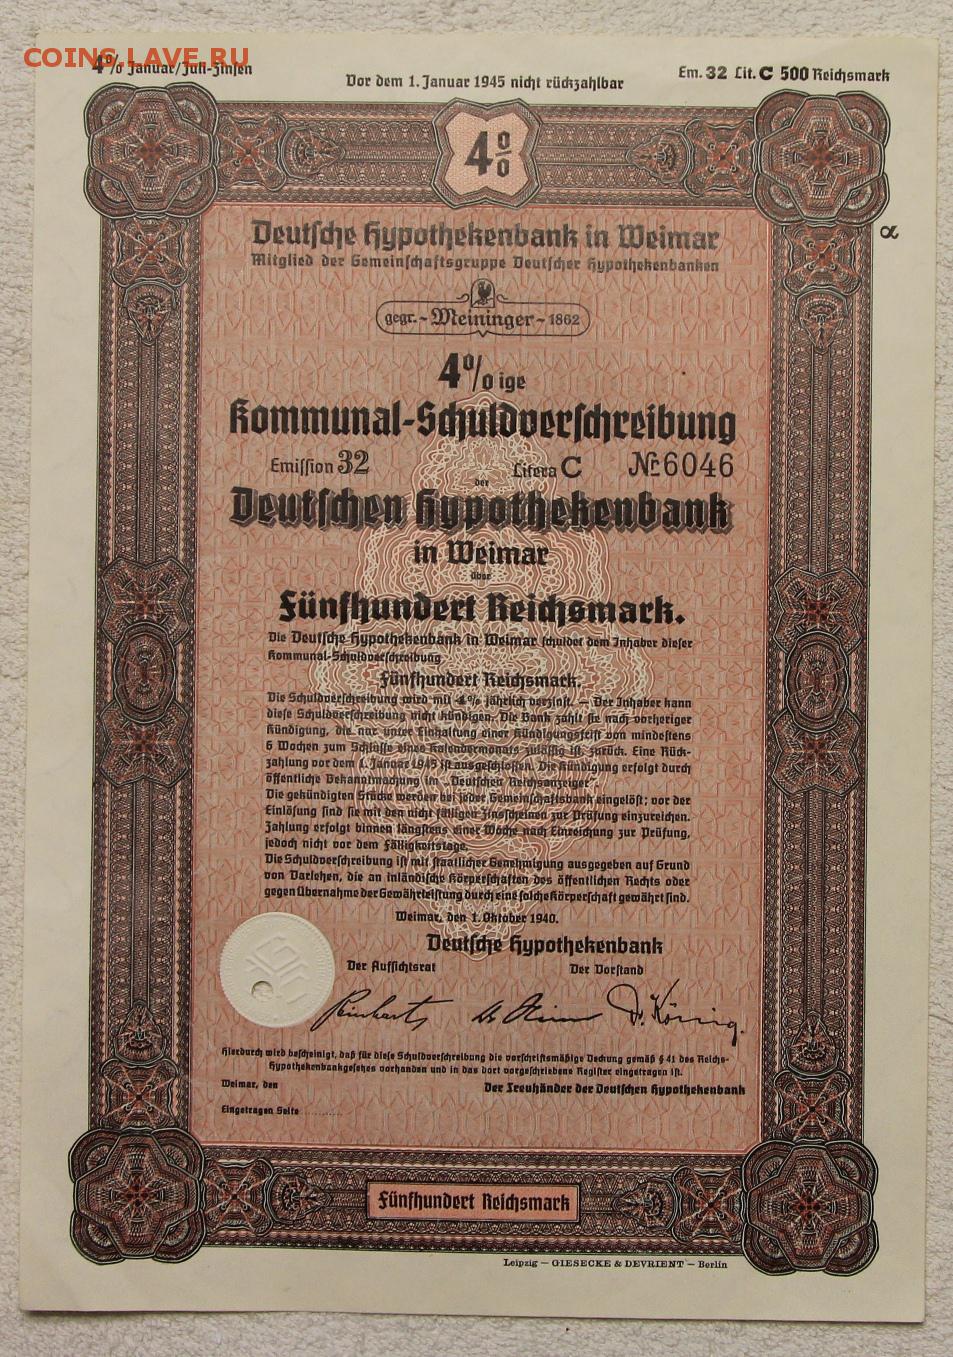 COINS.LAVE.RU
4% Januar/Juli-Zinsen
Vor dem 1. Januar 1945 nicht rückzahlbar
Em. 32 Lit. C 500 Reichsmark
4%
α
Deutsche Hypothekenbank in Weimar
Mitglied der Gemeinschaftsgruppe Deutscher Hypothekenbanken
gegr. ~ Meininger ~ 1862
4% ige
Kommunal-Schuldverschreibung
Emission 32 Litera C № 6046
der
Deutschen Hypothekenbank
in Weimar
über
Fünfhundert Reichsmark.
Die Deutsche Hypothekenbank in Weimar schuldet dem Inhaber dieser
Kommunal-Schuldverschreibung
Fünfhundert Reichsmark.
Die Schuldverschreibung wird mit 4% jährlich verzinst. — Der Inhaber kann
diese Schuldverschreibung nicht kündigen. Die Bank zahlt sie nach vorheriger
Kündigung, die nur unter Einhaltung einer Kündigungsfrist von mindestens
6 Wochen zum Schlusse eines Kalendermonats zulässig ist, zurück. Eine Rück-
zahlung vor dem 1. Januar 1945 ist ausgeschlossen. Die Kündigung erfolgt durch
öffentliche Bekanntmachung im „Deutschen Reichsanzeiger“.
Die gekündigten Stücke werden bei jeder Gemeinschaftsbank eingelöst; vor der
Einlösung sind sie mit den nicht fälligen Zinsscheinen zur Prüfung einzureichen.
Zahlung erfolgt binnen längstens einer Woche nach Einreichung zur Prüfung,
jedoch nicht vor dem Fälligkeitstage.
Die Schuldverschreibung ist mit staatlicher Genehmigung ausgegeben auf Grund
von Darlehen, die an inländische Körperschaften des öffentlichen Rechts oder
gegen Übernahme der Gewährleistung durch eine solche Körperschaft gewährt sind.
Weimar, den 1. Oktober 1940.
Deutsche Hypothekenbank
Der Aufsichtsrat Der Vorstand
Dr. König.
Hierdurch wird bescheinigt, daß für diese Schuldverschreibung die vorschriftsmäßige Deckung gemäß § 41 des Reichs-
Hypothekenbankgesetzes vorhanden und in das dort vorgeschriebene Register eingetragen ist.
Weimar, den
Der Treuhänder der Deutschen Hypothekenbank
Eingetragen Seite ..........
Fünfhundert Reichsmark
Leipzig — GIESECKE & DEVRIENT — Berlin